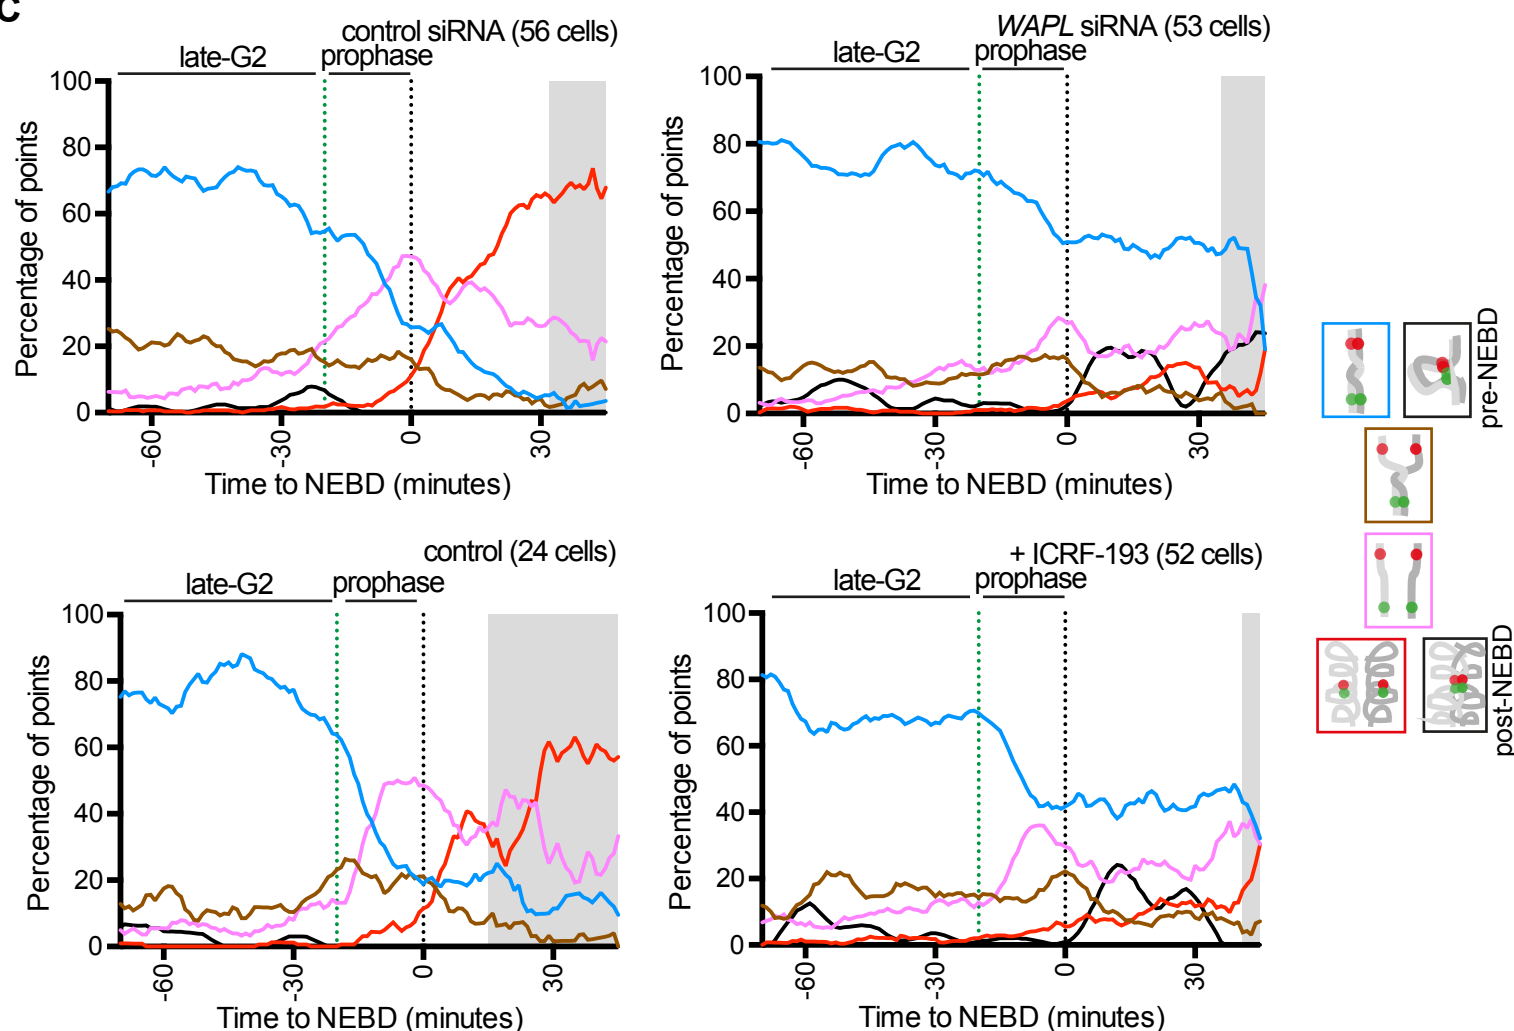 C
control siRNA (56 cells)
late-G2
prophase
100
80
60
40
20
0
Percentage of points
-60
-30
0
30
Time to NEBD (minutes)
WAPL siRNA (53 cells)
late-G2
prophase
100
80
60
40
20
0
Percentage of points
-60
-30
0
30
Time to NEBD (minutes)
pre-NEBD
post-NEBD
control (24 cells)
late-G2
prophase
100
80
60
40
20
0
Percentage of points
-60
-30
0
30
Time to NEBD (minutes)
+ ICRF-193 (52 cells)
late-G2
prophase
100
80
60
40
20
0
Percentage of points
-60
-30
0
30
Time to NEBD (minutes)